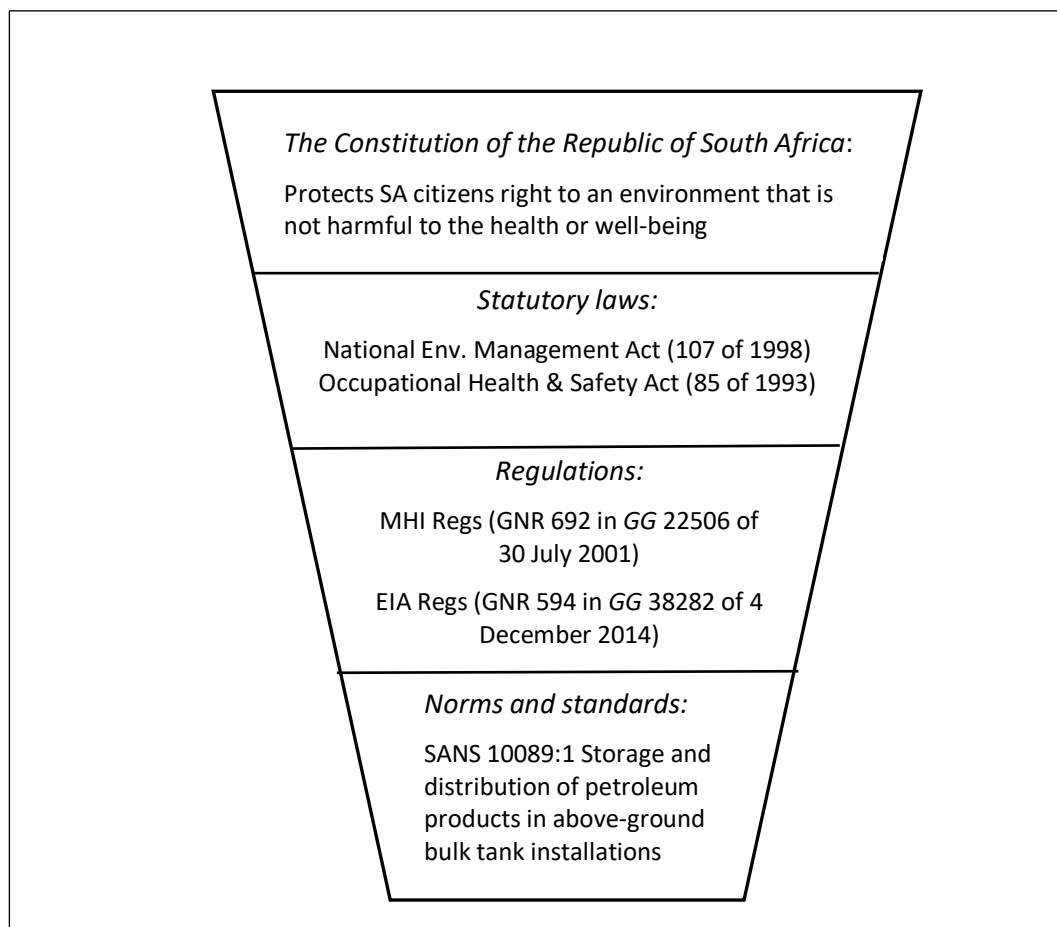 The Constitution of the Republic of South Africa:
Protects SA citizens right to an environment that is
not harmful to the health or well-being
Statutory laws:
National Env. Management Act (107 of 1998)
Occupational Health & Safety Act (85 of 1993)
Regulations:
MHI Regs (GNR 692 in GG 22506 of
30 July 2001)
EIA Regs (GNR 594 in GG 38282 of 4
December 2014)
Norms and standards:
SANS 10089:1 Storage and
distribution of petroleum
products in above-ground
bulk tank installations